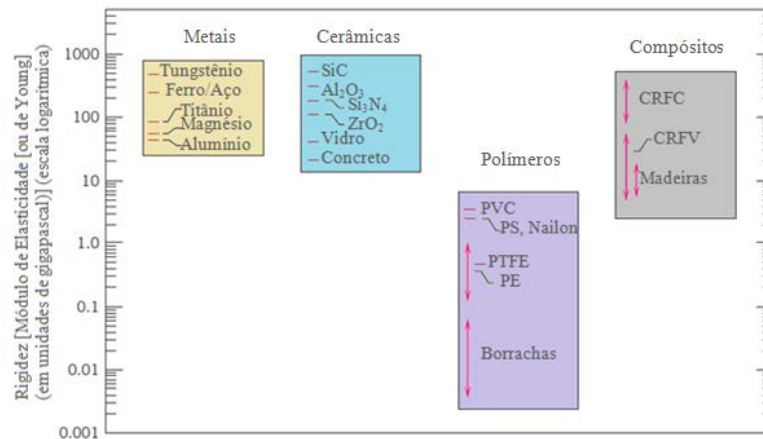 Metais
Cerâmicas
Compósitos
Polímeros
Rigidez [Módulo de Elasticidade [ou de Young]
(em unidades de gigapascal)] (escala logarítmica)
1000
100
10
1.0
0.1
0.01
0.001
Tungstênio
Ferro/Aço
Titânio
Magnésio
Aluminio
SiC
Al₂O₃
Si₃N₄
ZrO₂
Vidro
Concreto
PVC
PS, Nailon
PTFE
PE
Borrachas
CRFC
CRFV
Madeiras